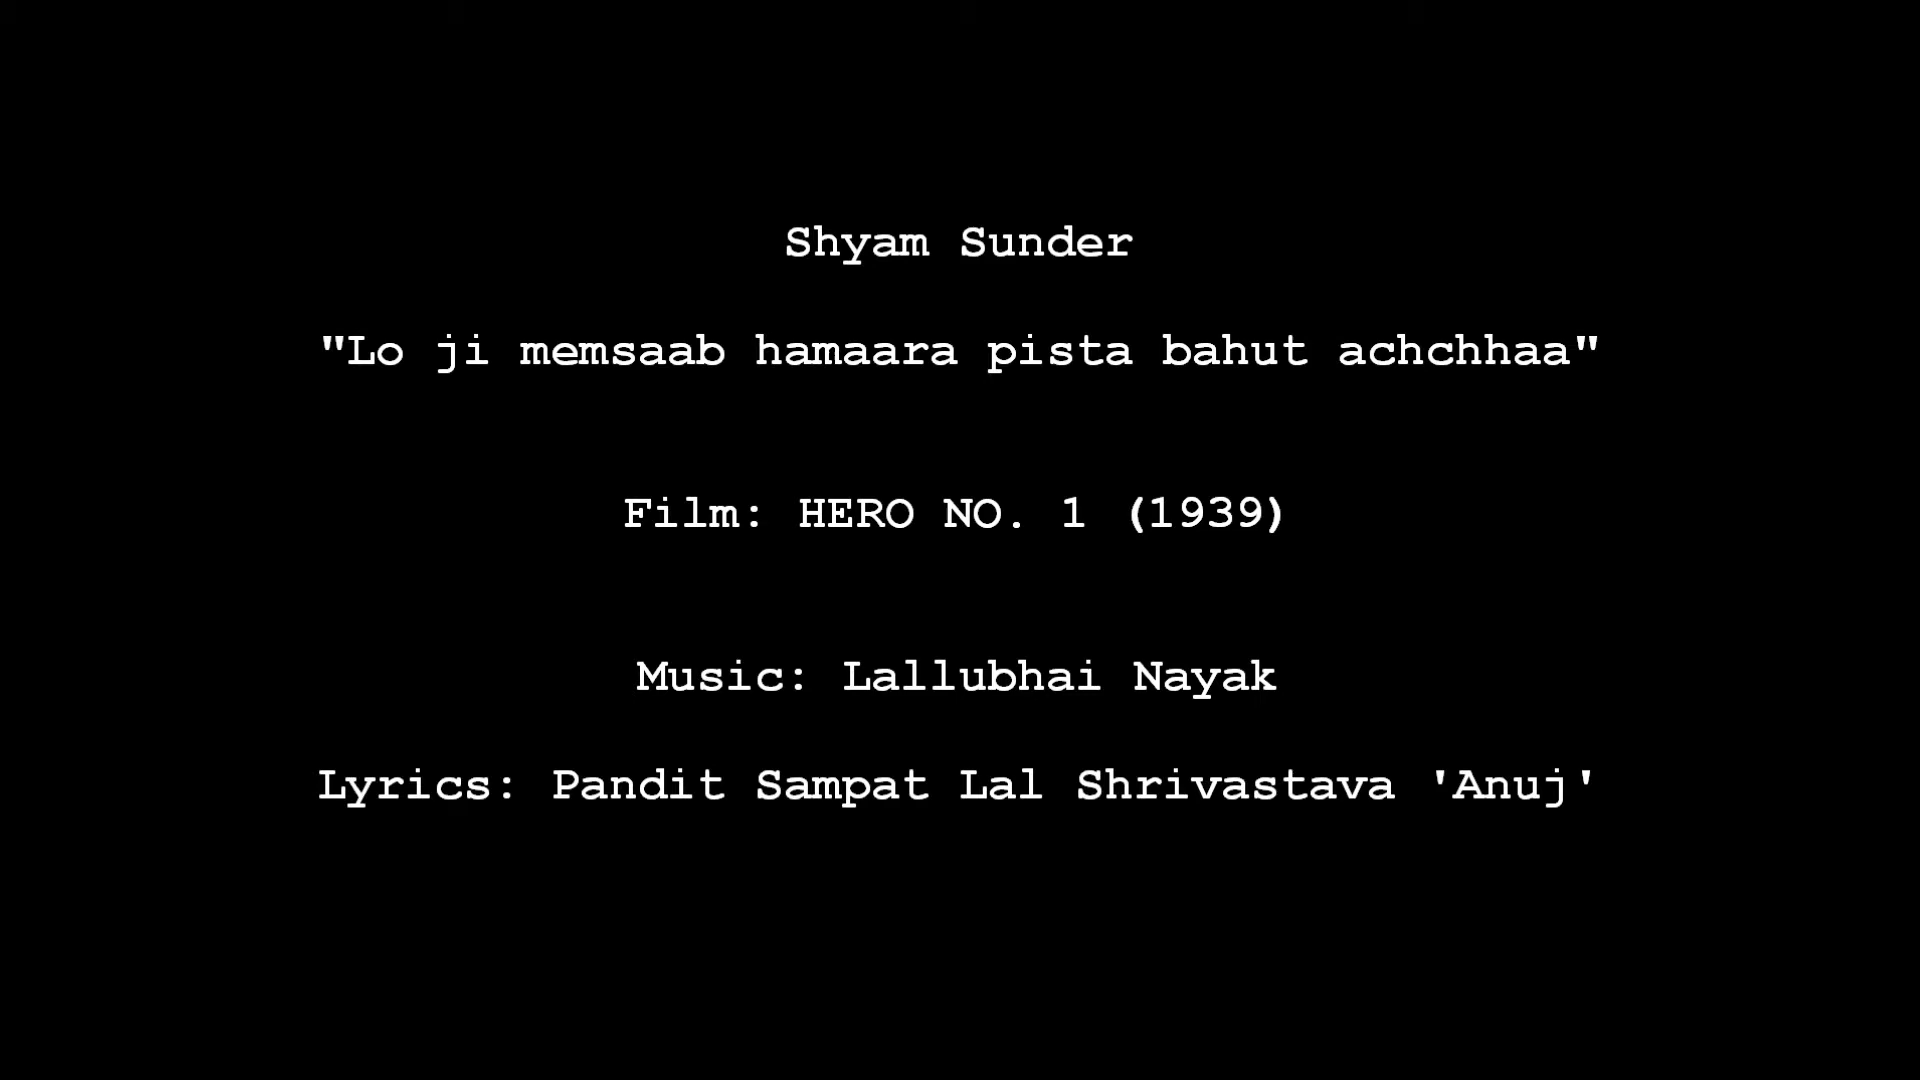 Shyam Sunder
"Lo ji memsaab hamaara pista bahut achchhaa"
Film: HERO NO. 1 (1939)
Music: Lallubhai Nayak
Lyrics: Pandit Sampat Lal Shrivastava 'Anuj'